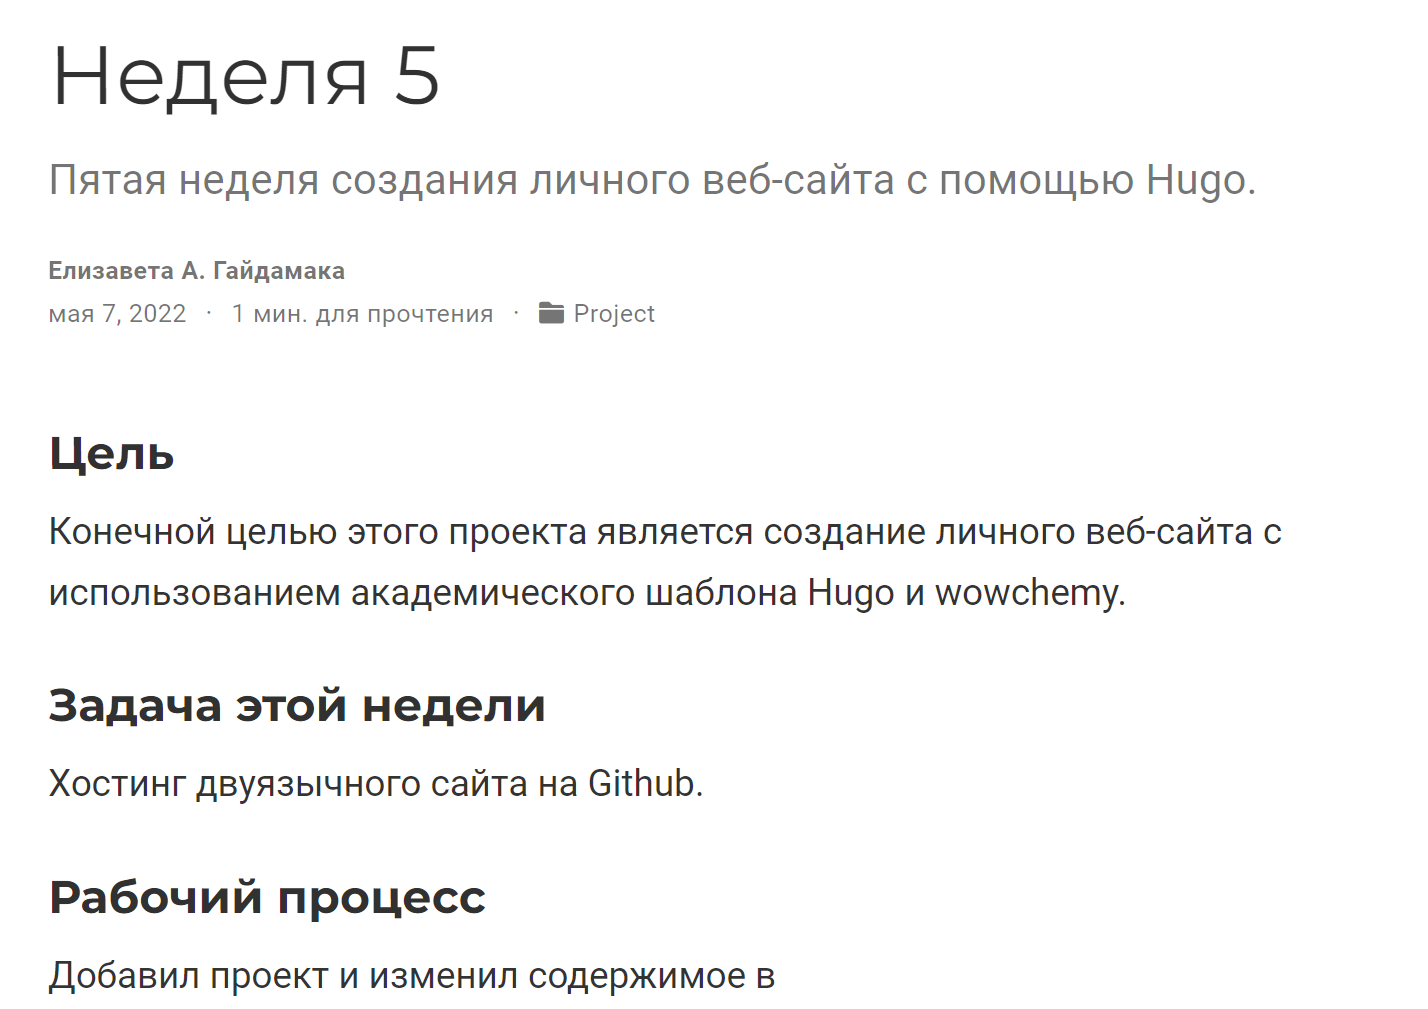 Неделя 5
Пятая неделя создания личного веб-сайта с помощью Hugo.
Елизавета А. Гайдамака
мая 7, 2022 · 1 мин. для прочтения · Project
Цель
Конечной целью этого проекта является создание личного веб-сайта с
использованием академического шаблона Hugo и wowchemy.
Задача этой недели
Хостинг двуязычного сайта на Github.
Рабочий процесс
Добавил проект и изменил содержимое в